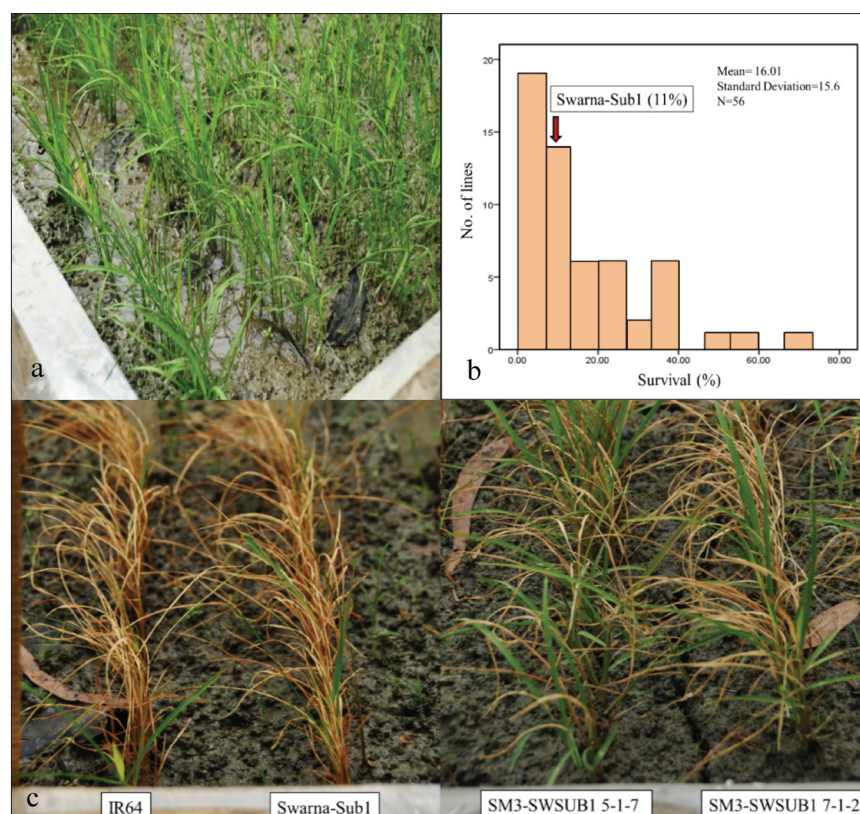 a
20
15
10
5
0
No. of lines
Mean= 16.01
Standard Deviation=15.6
N=56
Swarna-Sub1 (11%)
0.00 20.00 40.00 60.00 80.00
Survival (%)
b
c
IR64
Swarna-Sub1
SM3-SWSUB1 5-1-7
SM3-SWSUB1 7-1-2